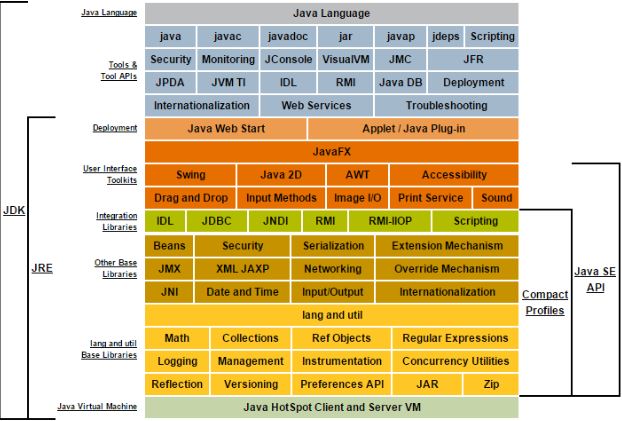 Java Language Java Language
java javac javadoc jar javap jdeps Scripting
Security Monitoring JConsole VisualVM JMC JFR
Tools &
Tool APIs
JPDA JVM TI IDL RMI Java DB Deployment
Internationalization Web Services Troubleshooting
Deployment Java Web Start Applet / Java Plug-in
JavaFX
User Interface
Toolkits
Swing Java 2D AWT Accessibility
Drag and Drop Input Methods Image I/O Print Service Sound
Integration
Libraries
IDL JDBC JNDI RMI RMI-IIOP Scripting
Beans Security Serialization Extension Mechanism
Other Base
Libraries
JMX XML JAXP Networking Override Mechanism
JNI Date and Time Input/Output Internationalization
lang and util
lang and util
Base Libraries
Math Collections Ref Objects Regular Expressions
Logging Management Instrumentation Concurrency Utilities
Reflection Versioning Preferences API JAR Zip
Java Virtual Machine Java HotSpot Client and Server VM
JDK
JRE
Compact
Profiles
Java SE
API